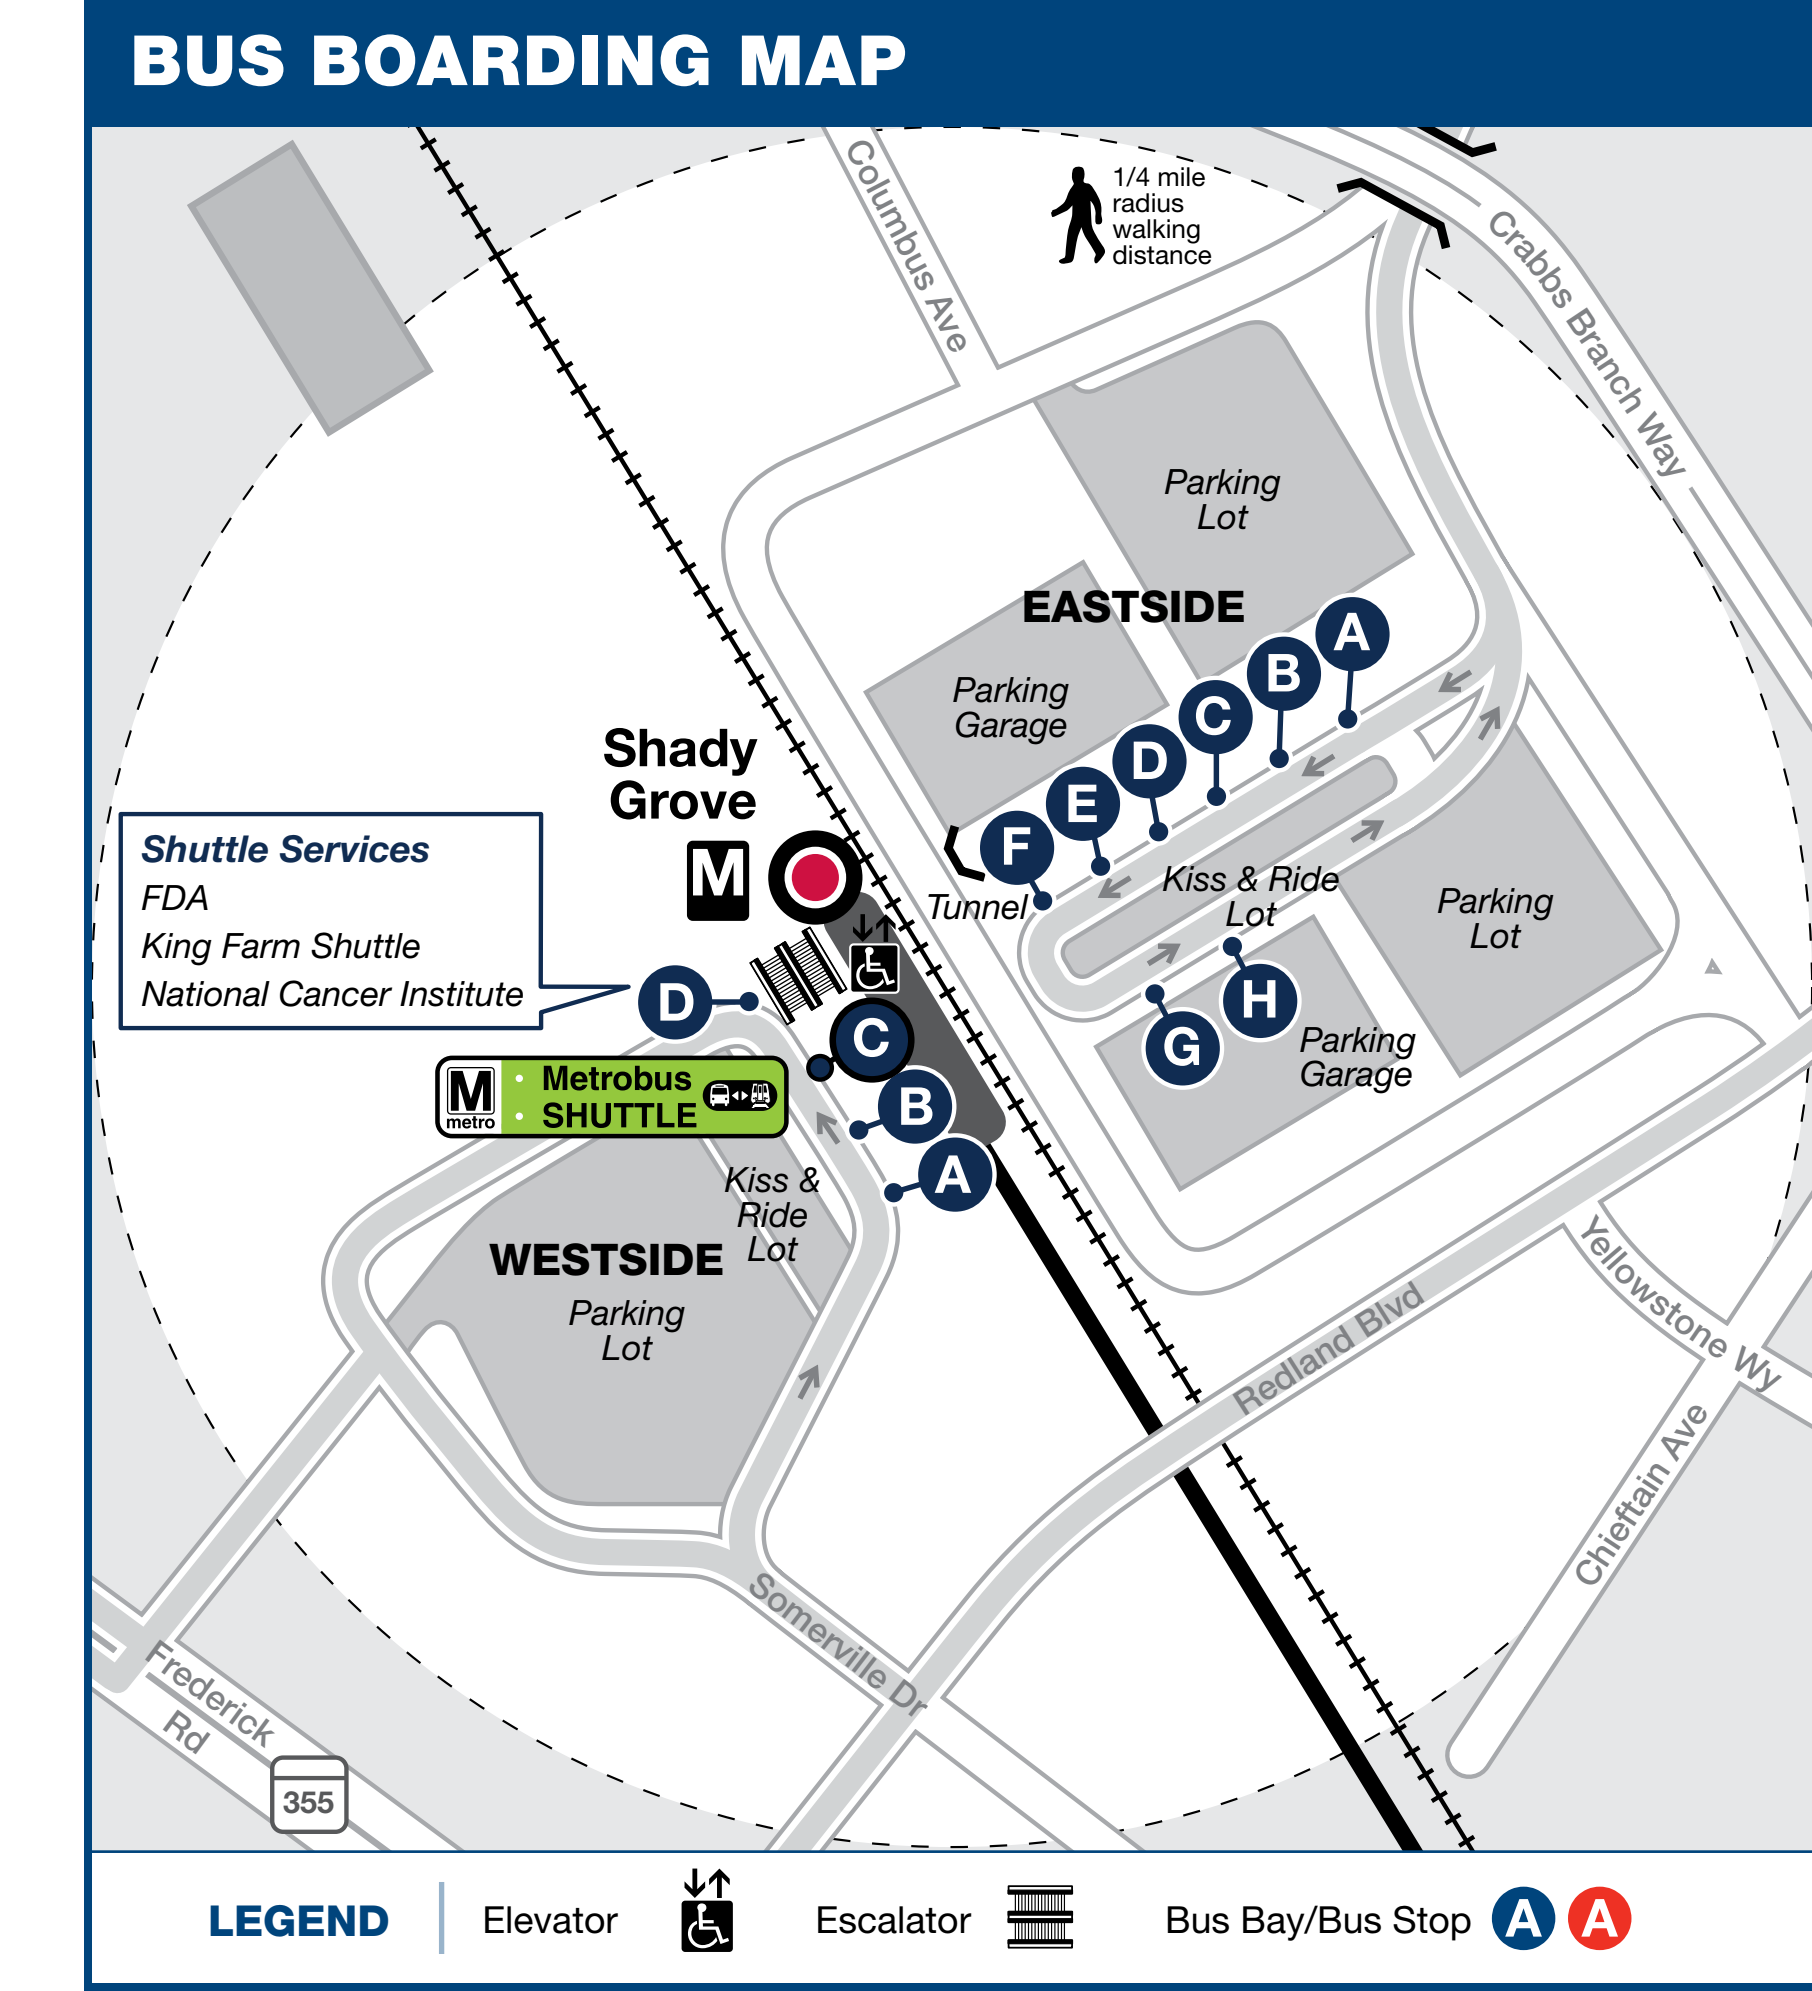 BUS BOARDING MAP
Columbus Ave
1/4 mile
radius
walking
distance
Crabbs Branch Way
Parking
Lot
EASTSIDE
A
B
C
D
E
F
Parking
Garage
Shady
Grove
M
Tunnel
Kiss & Ride
Lot
Parking
Lot
H
G
Parking
Garage
Shuttle Services
FDA
King Farm Shuttle
National Cancer Institute
D
C
B
A
M
metro
• Metrobus
• SHUTTLE
Kiss &
Ride
Lot
WESTSIDE
Parking
Lot
Redland Blvd
Yellowstone Wy
Chieftain Ave
Somerville Dr
Frederick
Rd
355
LEGEND
Elevator
Escalator
Bus Bay/Bus Stop A A